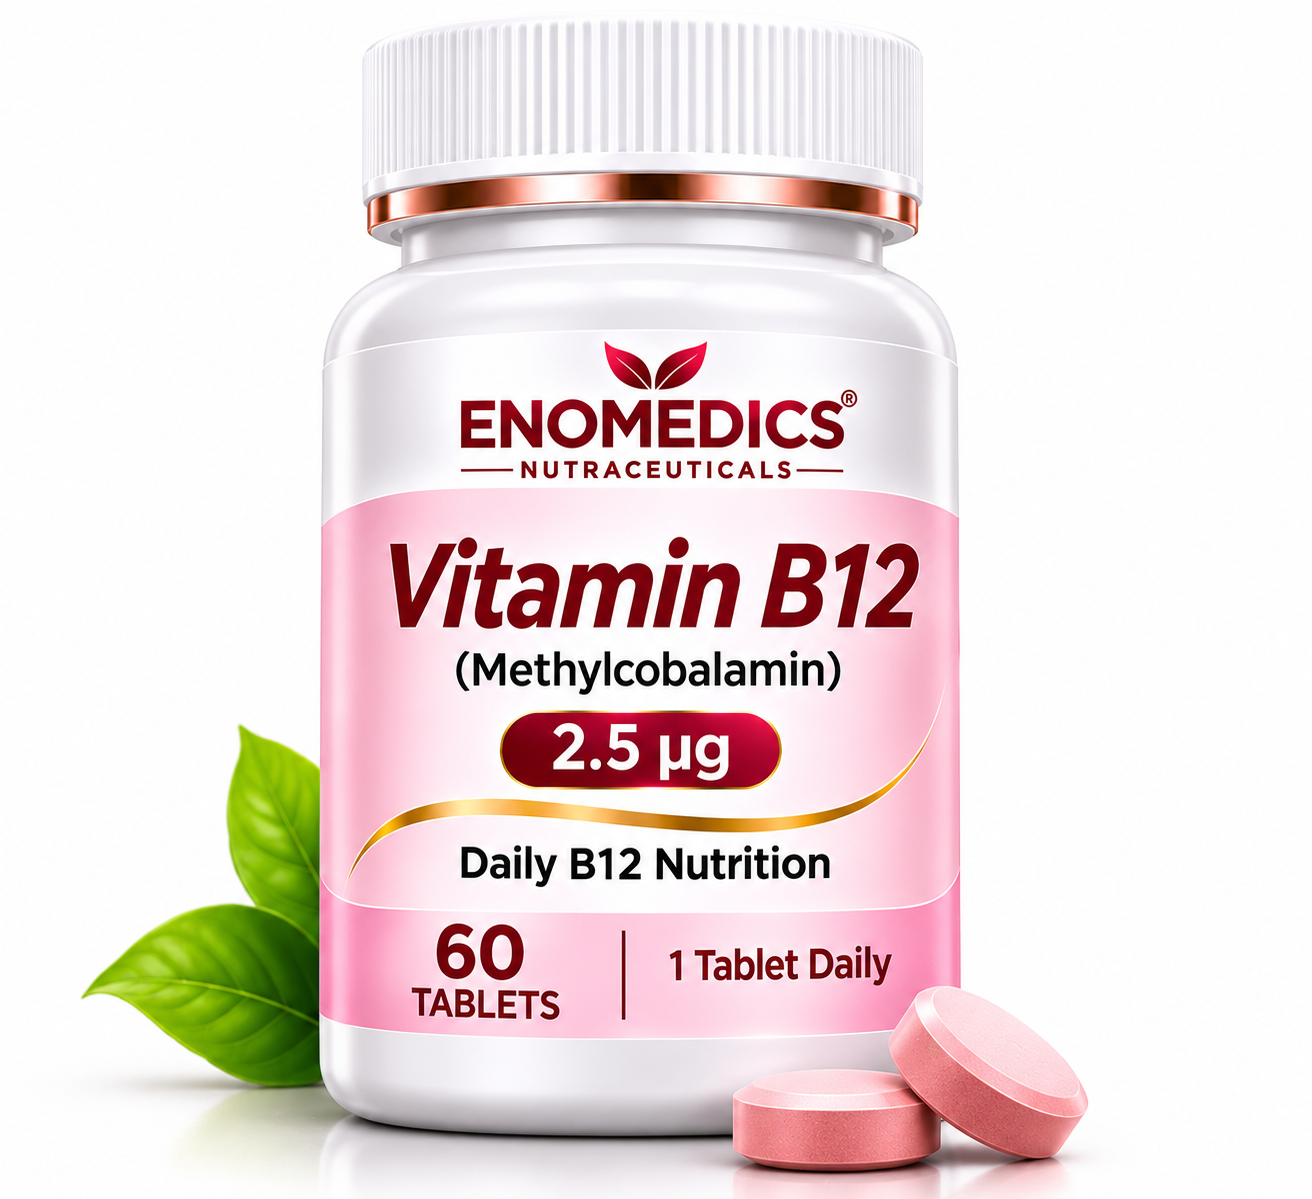 ENOMEDICS®
NUTRACEUTICALS
Vitamin B12
(Methylcobalamin)
2.5 µg
Daily B12 Nutrition
60
TABLETS
1 Tablet Daily